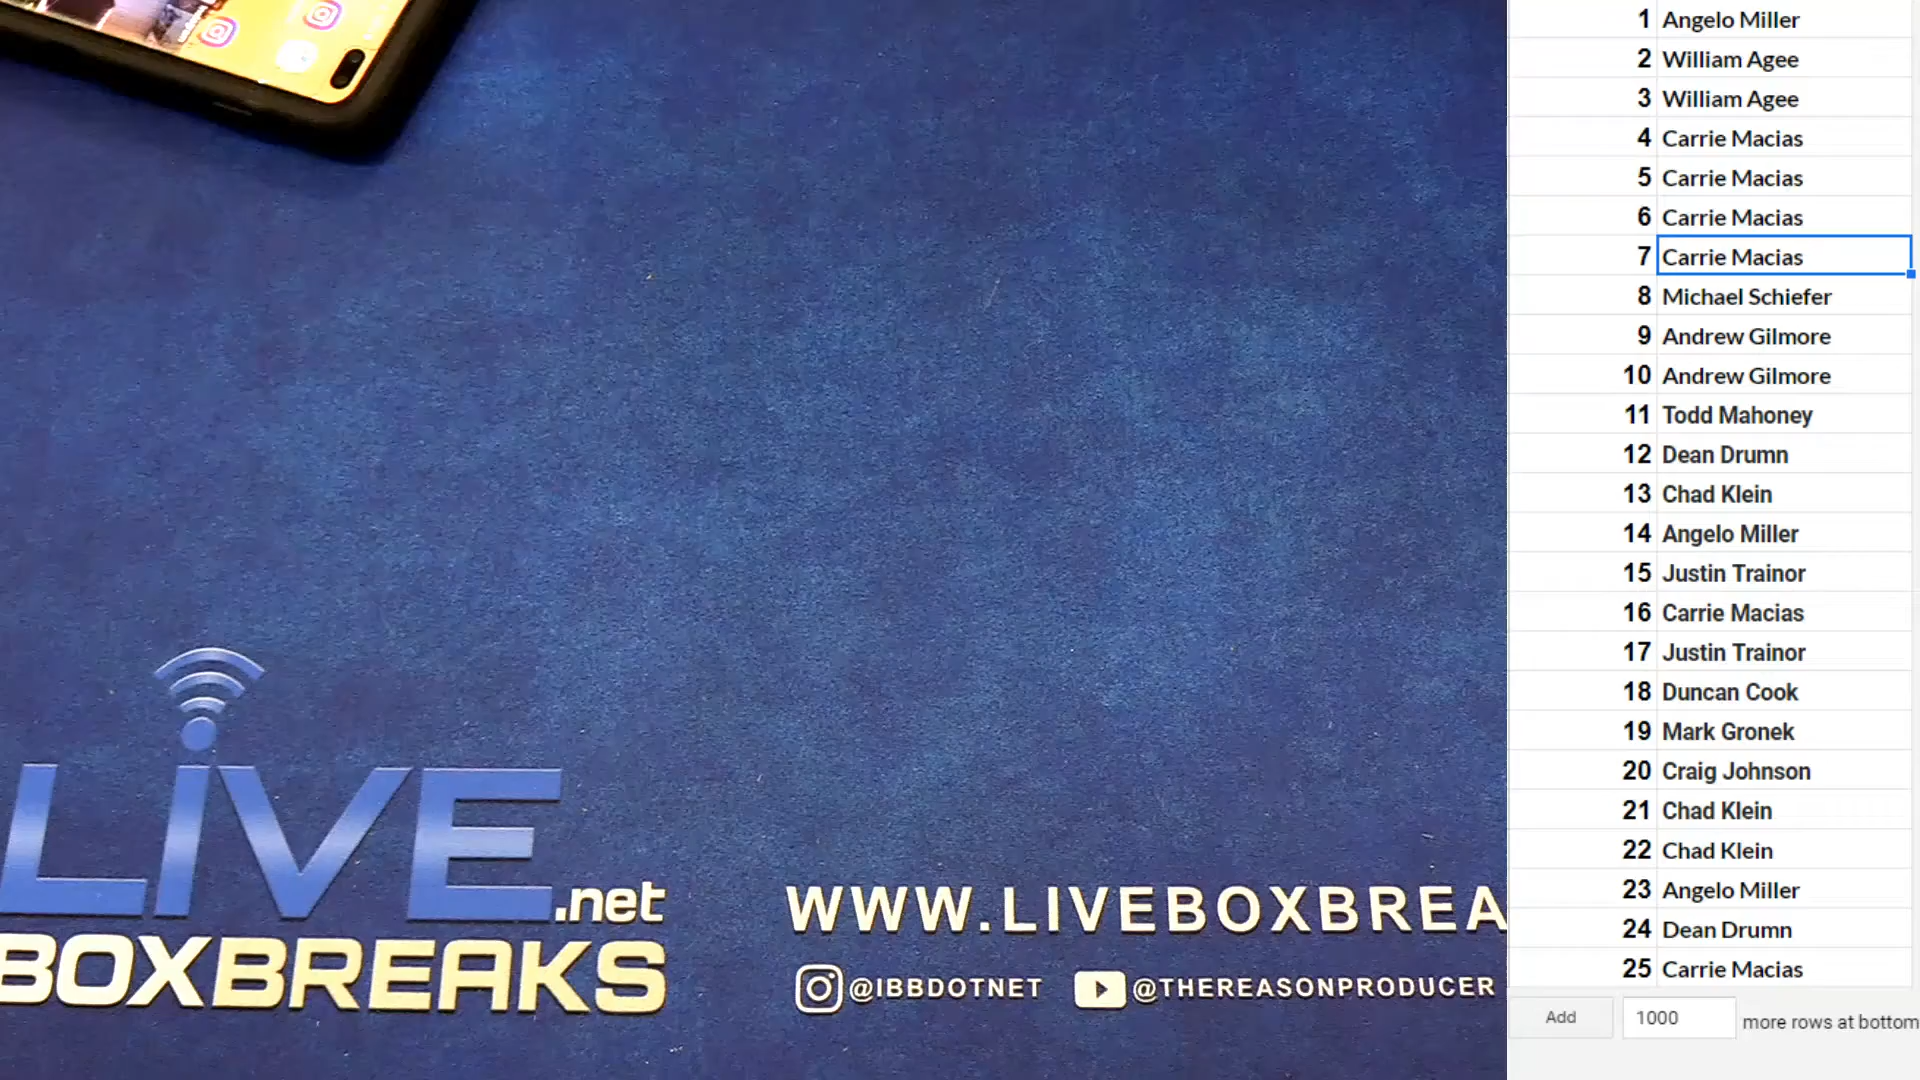 1 Angelo Miller
2 William Agee
3 William Agee
4 Carrie Macias
5 Carrie Macias
6 Carrie Macias
7 Carrie Macias
8 Michael Schiefer
9 Andrew Gilmore
10 Andrew Gilmore
11 Todd Mahoney
12 Dean Drumn
13 Chad Klein
14 Angelo Miller
15 Justin Trainor
16 Carrie Macias
17 Justin Trainor
18 Duncan Cook
19 Mark Gronek
20 Craig Johnson
21 Chad Klein
22 Chad Klein
23 Angelo Miller
24 Dean Drumn
25 Carrie Macias
Add 1000 more rows at bottom
LIVE.net
BOXBREAKS
WWW.LIVEBOXBREA
@IBBDOTNET @THEREASONPRODUCER